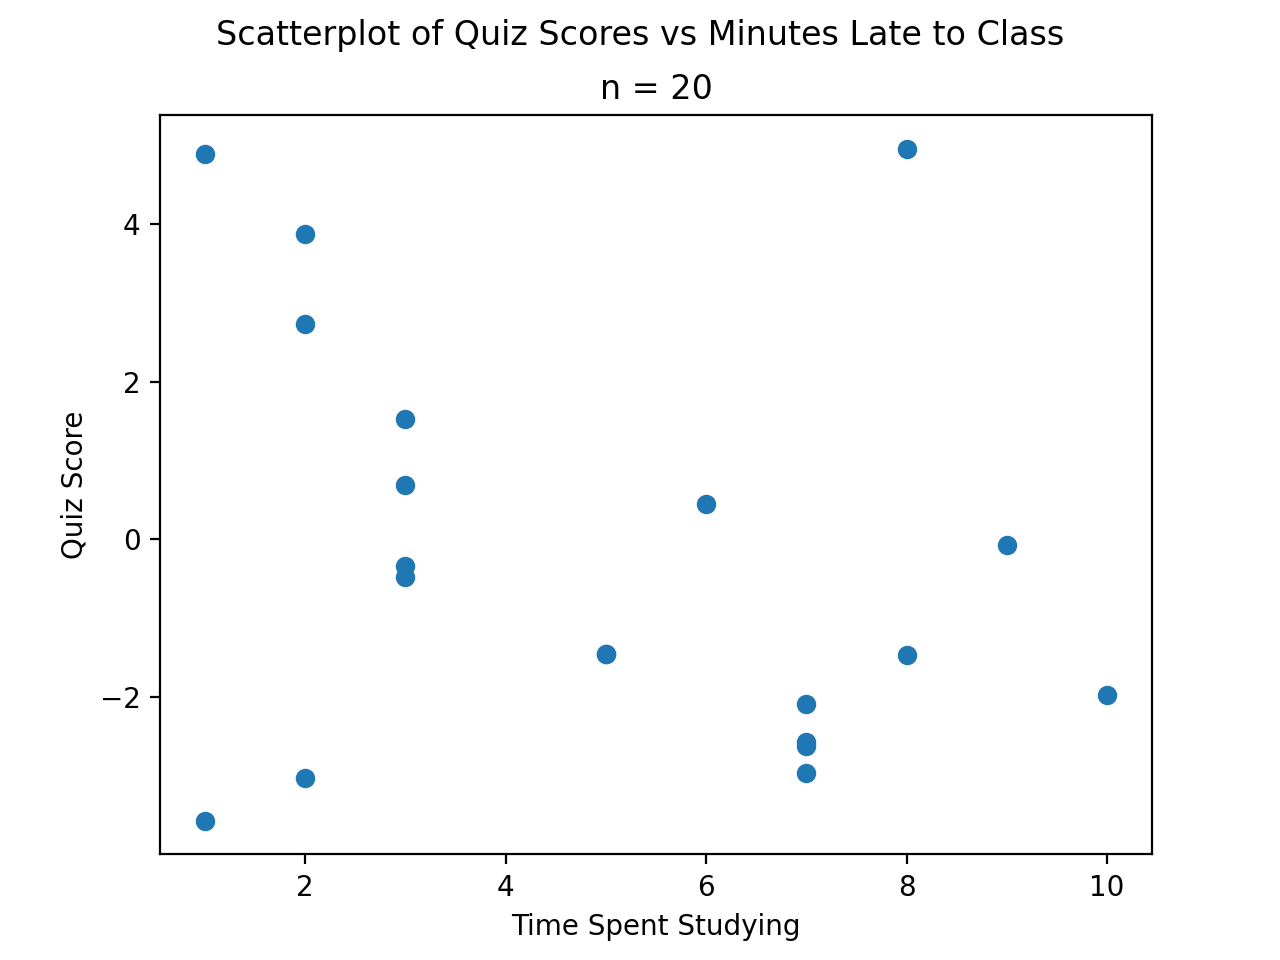 Scatterplot of Quiz Scores vs Minutes Late to Class
n = 20
4
2
0
−2
Quiz Score
2 4 6 8 10
Time Spent Studying